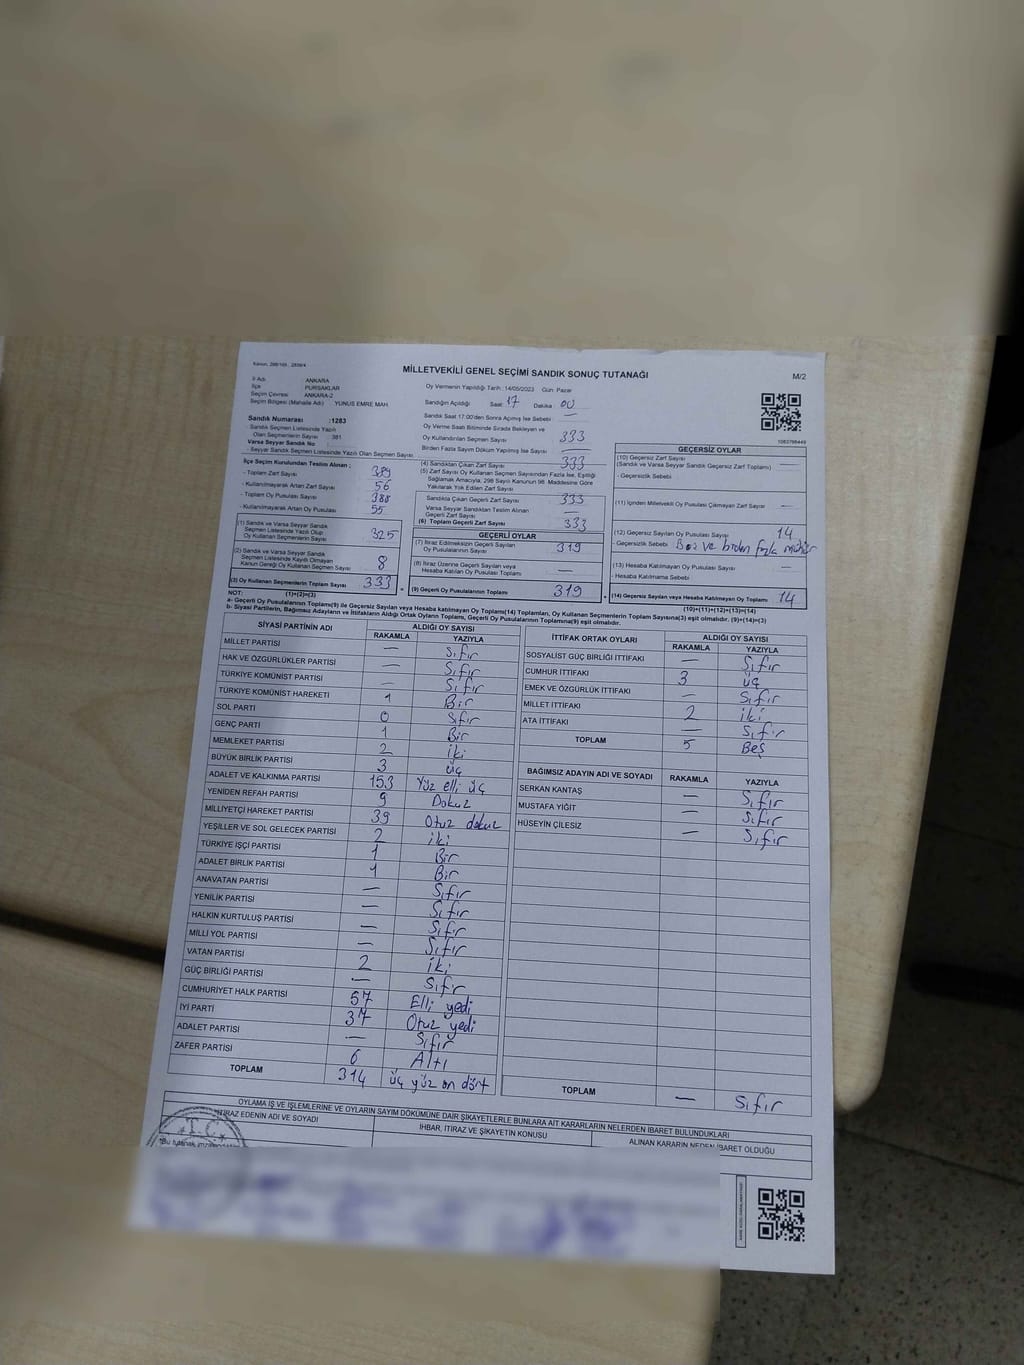 Kanun, 298/105 , 2839/4
MİLLETVEKİLİ GENEL SEÇİMİ SANDIK SONUÇ TUTANAĞI
M/2
İl Adı ANKARA
İlçe PURSAKLAR
Seçim Çevresi ANKARA-2
Seçim Bölgesi (Mahalle Adı) YUNUS EMRE MAH.
Oy Vermenin Yapıldığı Tarih : 14/05/2023 Gün: Pazar
Sandığın Açıldığı Saat: 17 Dakika: 00
Sandık Saat 17:00'den Sonra Açılmış İse Sebebi —
Oy Verme Saati Bitiminde Sırada Bekleyen ve
Oy Kullandırılan Seçmen Sayısı 333
Birden Fazla Sayım Döküm Yapılmış İse Sayısı —
Sandık Numarası :1283
- Sandık Seçmen Listesinde Yazılı
Olan Seçmenlerin Sayısı : 381
Varsa Seyyar Sandık No
- Seyyar Sandık Seçmen Listesinde Yazılı Olan Seçmen Sayısı
İlçe Seçim Kurulundan Teslim Alınan ;
- Toplam Zarf Sayısı 389
- Kullanılmayarak Artan Zarf Sayısı 56
- Toplam Oy Pusulası Sayısı 388
- Kullanılmayarak Artan Oy Pusulası 55
(1) Sandık ve Varsa Seyyar Sandık
Seçmen Listesinde Yazılı Olup
Oy Kullanan Seçmenlerin Sayısı 325
(2) Sandık ve Varsa Seyyar Sandık
Seçmen Listesinde Kayıtlı Olmayan
Kanun Gereği Oy Kullanan Seçmen Sayısı 8
(3) Oy Kullanan Seçmenlerin Toplam Sayısı 333
(1)+(2)=(3)
(4) Sandıktan Çıkan Zarf Sayısı 333
(5) Zarf Sayısı Oy Kullanan Seçmen Sayısından Fazla İse, Eşitliği
Sağlamak Amacıyla, 298 Sayılı Kanunun 98. Maddesine Göre
Yakılarak Yok Edilen Zarf Sayısı —
Sandıkta Çıkan Geçerli Zarf Sayısı 333
Varsa Seyyar Sandıktan Teslim Alınan
Geçerli Zarf Sayısı —
(6) Toplam Geçerli Zarf Sayısı 333
GEÇERLİ OYLAR
(7) İtiraz Edilmeksizin Geçerli Sayılan
Oy Pusulalarının Sayısı 319
(8) İtiraz Üzerine Geçerli Sayılan veya
Hesaba Katılan Oy Pusulası Toplamı —
= (9) Geçerli Oy Pusulalarının Toplamı 319
1083798449
GEÇERSİZ OYLAR
(10) Geçersiz Zarf Sayısı
(Sandık ve Varsa Seyyar Sandık Geçersiz Zarf Toplamı) —
- Geçersizlik Sebebi
(11) İçinden Milletvekili Oy Pusulası Çıkmayan Zarf Sayısı —
(12) Geçersiz Sayılan Oy Pusulası Sayısı 14
- Geçersizlik Sebebi Boş ve birden fazla mühür
(13) Hesaba Katılmayan Oy Pusulası Sayısı —
- Hesaba Katılmama Sebebi
+ (14) Geçersiz Sayılan veya Hesaba Katılmayan Oy Toplamı 14
(10)+(11)+(12)+(13)=(14)
NOT:
a- Geçerli Oy Pusulalarının Toplamı(9) ile Geçersiz Sayılan veya Hesaba katılmayan Oy Toplamı(14) Toplamları, Oy Kullanan Seçmenlerin Toplam Sayısına(3) eşit olmalıdır. (9)+(14)=(3)
b- Siyasi Partilerin, Bağımsız Adayların ve İttifakların Aldığı Ortak Oyların Toplamı, Geçerli Oy Pusulalarının Toplamına(9) eşit olmalıdır.
SİYASİ PARTİNİN ADI ALDIĞI OY SAYISI
RAKAMLA YAZIYLA
MİLLET PARTİSİ — Sıfır
HAK VE ÖZGÜRLÜKLER PARTİSİ — Sıfır
TÜRKİYE KOMÜNİST PARTİSİ — Sıfır
TÜRKİYE KOMÜNİST HAREKETİ 1 Bir
SOL PARTİ 0 Sıfır
GENÇ PARTİ 1 Bir
MEMLEKET PARTİSİ 2 iki
BÜYÜK BİRLİK PARTİSİ 3 üç
ADALET VE KALKINMA PARTİSİ 153 Yüz elli üç
YENİDEN REFAH PARTİSİ 9 Dokuz
MİLLİYETÇİ HAREKET PARTİSİ 39 Otuz dokuz
YEŞİLLER VE SOL GELECEK PARTİSİ 2 iki
TÜRKİYE İŞÇİ PARTİSİ 1 Bir
ADALET BİRLİK PARTİSİ 1 Bir
ANAVATAN PARTİSİ — Sıfır
YENİLİK PARTİSİ — Sıfır
HALKIN KURTULUŞ PARTİSİ — Sıfır
MİLLİ YOL PARTİSİ — Sıfır
VATAN PARTİSİ 2 iki
GÜÇ BİRLİĞİ PARTİSİ — Sıfır
CUMHURİYET HALK PARTİSİ 57 Elli yedi
İYİ PARTİ 37 Otuz yedi
ADALET PARTİSİ — Sıfır
ZAFER PARTİSİ 6 Altı
TOPLAM 314 üç yüz on dört
İTTİFAK ORTAK OYLARI ALDIĞI OY SAYISI
RAKAMLA YAZIYLA
SOSYALİST GÜÇ BİRLİĞİ İTTİFAKI — Sıfır
CUMHUR İTTİFAKI 3 üç
EMEK VE ÖZGÜRLÜK İTTİFAKI — Sıfır
MİLLET İTTİFAKI 2 iki
ATA İTTİFAKI — Sıfır
TOPLAM 5 Beş
BAĞIMSIZ ADAYIN ADI VE SOYADI ALDIĞI OY SAYISI
RAKAMLA YAZIYLA
SERKAN KANTAŞ — Sıfır
MUSTAFA YİĞİT — Sıfır
HÜSEYİN ÇİLESİZ — Sıfır
TOPLAM — Sıfır
OYLAMA İŞ VE İŞLEMLERİNE VE OYLARIN SAYIM DÖKÜMÜNE DAİR ŞİKAYETLERLE BUNLARA AİT KARARLARIN NELERDEN İBARET BULUNDUKLARI
İTİRAZ EDENİN ADI VE SOYADI İHBAR, İTİRAZ VE ŞİKAYETİN KONUSU ALINAN KARARIN NEDEN İBARET OLDUĞU
T.C.
"Bu tutanak